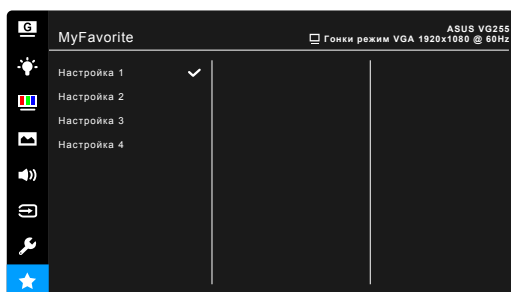 G
ASUS VG255
MyFavorite
Гонки режим VGA 1920x1080 @ 60Hz
Настройка 1
Настройка 2
Настройка 3
Настройка 4